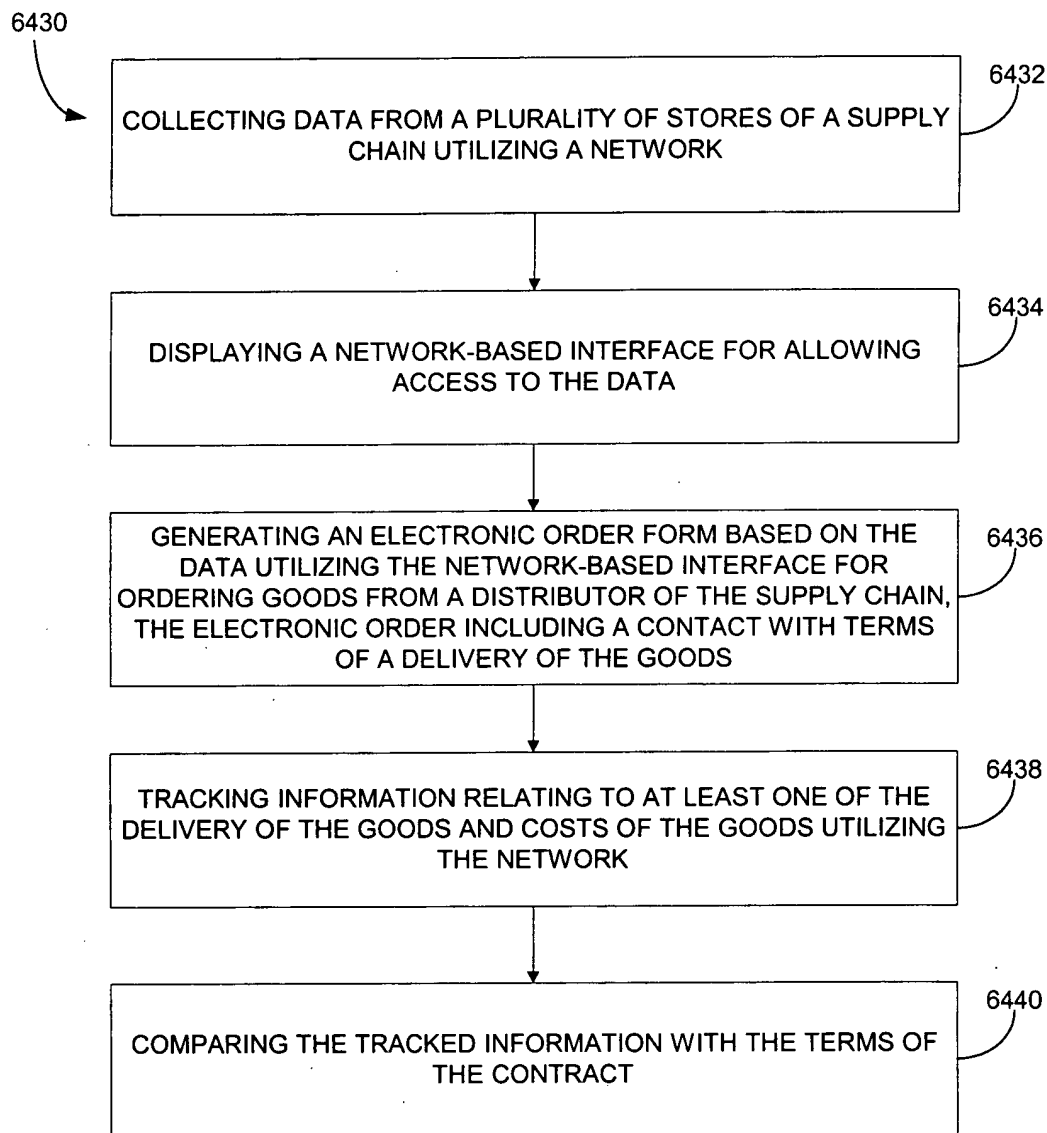 6430
6432
COLLECTING DATA FROM A PLURALITY OF STORES OF A SUPPLY
CHAIN UTILIZING A NETWORK
6434
DISPLAYING A NETWORK-BASED INTERFACE FOR ALLOWING
ACCESS TO THE DATA
6436
GENERATING AN ELECTRONIC ORDER FORM BASED ON THE
DATA UTILIZING THE NETWORK-BASED INTERFACE FOR
ORDERING GOODS FROM A DISTRIBUTOR OF THE SUPPLY CHAIN,
THE ELECTRONIC ORDER INCLUDING A CONTACT WITH TERMS
OF A DELIVERY OF THE GOODS
6438
TRACKING INFORMATION RELATING TO AT LEAST ONE OF THE
DELIVERY OF THE GOODS AND COSTS OF THE GOODS UTILIZING
THE NETWORK
6440
COMPARING THE TRACKED INFORMATION WITH THE TERMS OF
THE CONTRACT